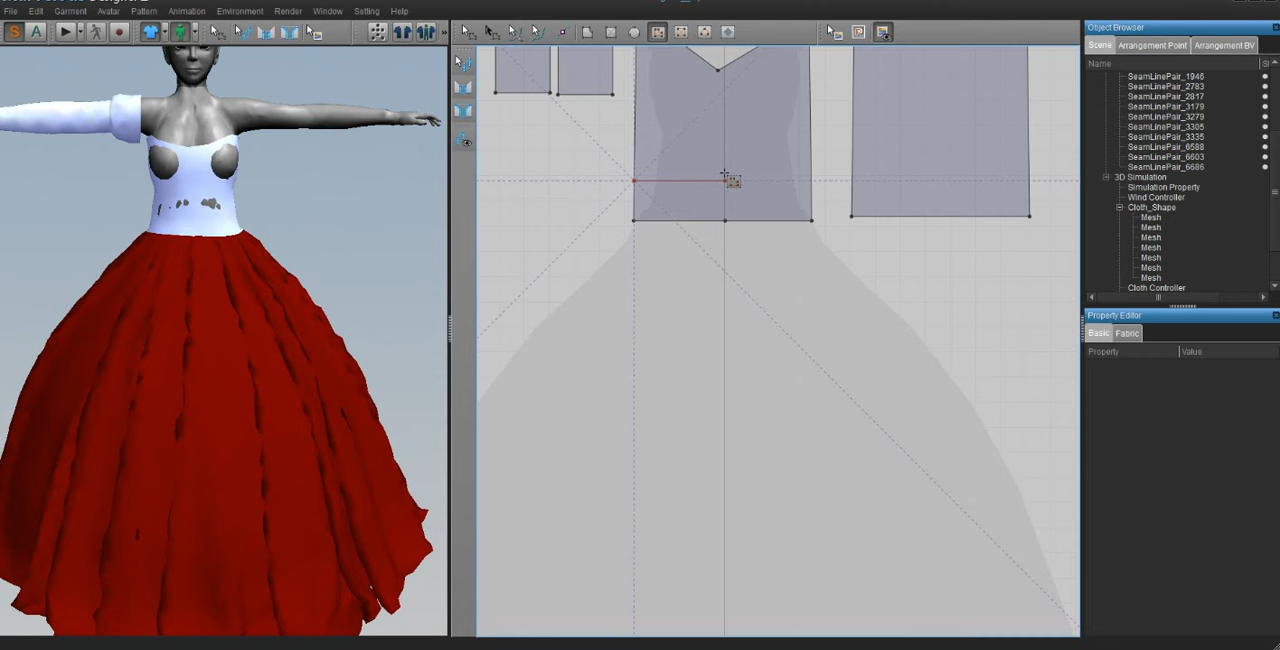 File Edit Garment Avatar Pattern Animation Environment Render Window Setting Help
S A
Object Browser
Scene Arrangement Point Arrangement BV
Name
SeamLinePair_1946
SeamLinePair_2783
SeamLinePair_2817
SeamLinePair_3179
SeamLinePair_3279
SeamLinePair_3305
SeamLinePair_3335
SeamLinePair_6588
SeamLinePair_6603
SeamLinePair_6686
3D Simulation
Simulation Property
Wind Controller
Cloth_Shape
Mesh
Mesh
Mesh
Mesh
Mesh
Mesh
Mesh
Cloth Controller
Property Editor
Basic Fabric
Property Value